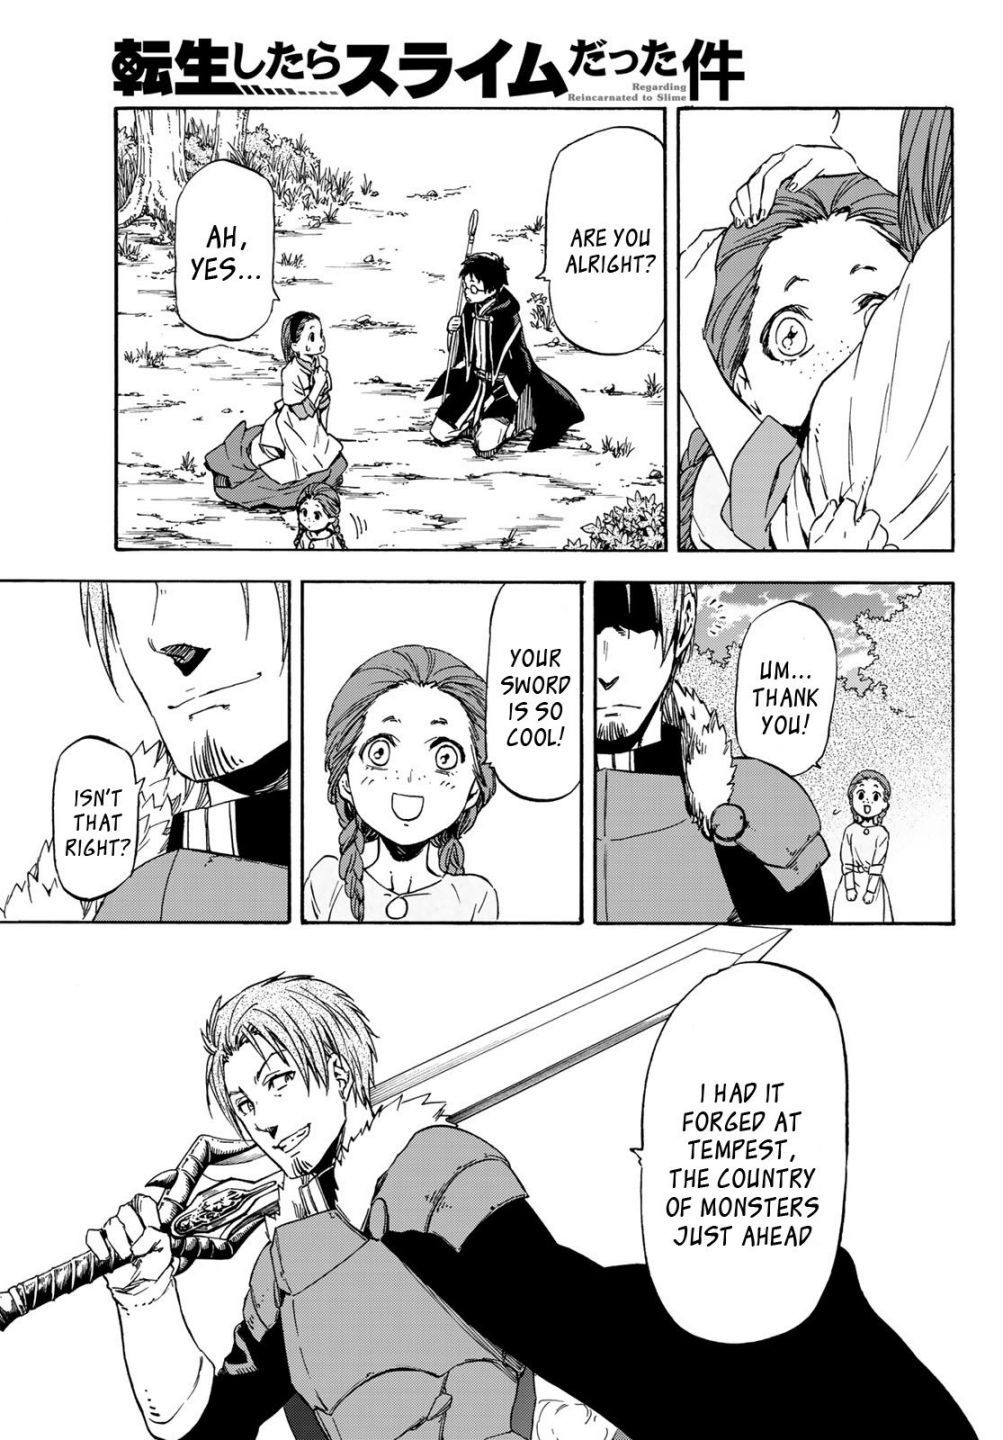 転生したらスライムだった件
Regarding
Reincarnated to Slime
ARE YOU
ALRIGHT?
AH,
YES...
UM...
THANK
YOU!
YOUR
SWORD
IS SO
COOL!
ISN'T
THAT
RIGHT?
I HAD IT
FORGED AT
TEMPEST,
THE COUNTRY
OF MONSTERS
JUST AHEAD